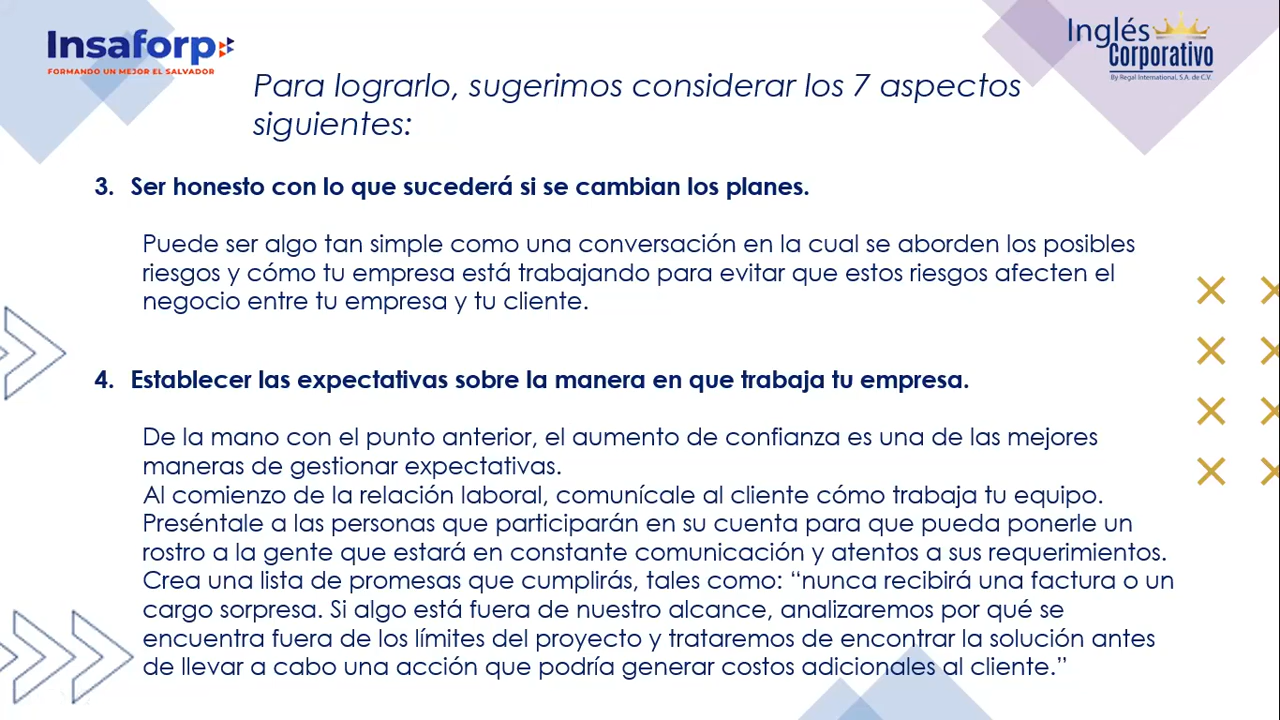 Insaforp
FORMANDO UN MEJOR EL SALVADOR
Inglés
Corporativo
By Regal International, S.A. de C.V.
Para lograrlo, sugerimos considerar los 7 aspectos
siguientes:
3. Ser honesto con lo que sucederá si se cambian los planes.
Puede ser algo tan simple como una conversación en la cual se aborden los posibles
riesgos y cómo tu empresa está trabajando para evitar que estos riesgos afecten el
negocio entre tu empresa y tu cliente.
4. Establecer las expectativas sobre la manera en que trabaja tu empresa.
De la mano con el punto anterior, el aumento de confianza es una de las mejores
maneras de gestionar expectativas.
Al comienzo de la relación laboral, comunícale al cliente cómo trabaja tu equipo.
Preséntale a las personas que participarán en su cuenta para que pueda ponerle un
rostro a la gente que estará en constante comunicación y atentos a sus requerimientos.
Crea una lista de promesas que cumplirás, tales como: “nunca recibirá una factura o un
cargo sorpresa. Si algo está fuera de nuestro alcance, analizaremos por qué se
encuentra fuera de los límites del proyecto y trataremos de encontrar la solución antes
de llevar a cabo una acción que podría generar costos adicionales al cliente.”